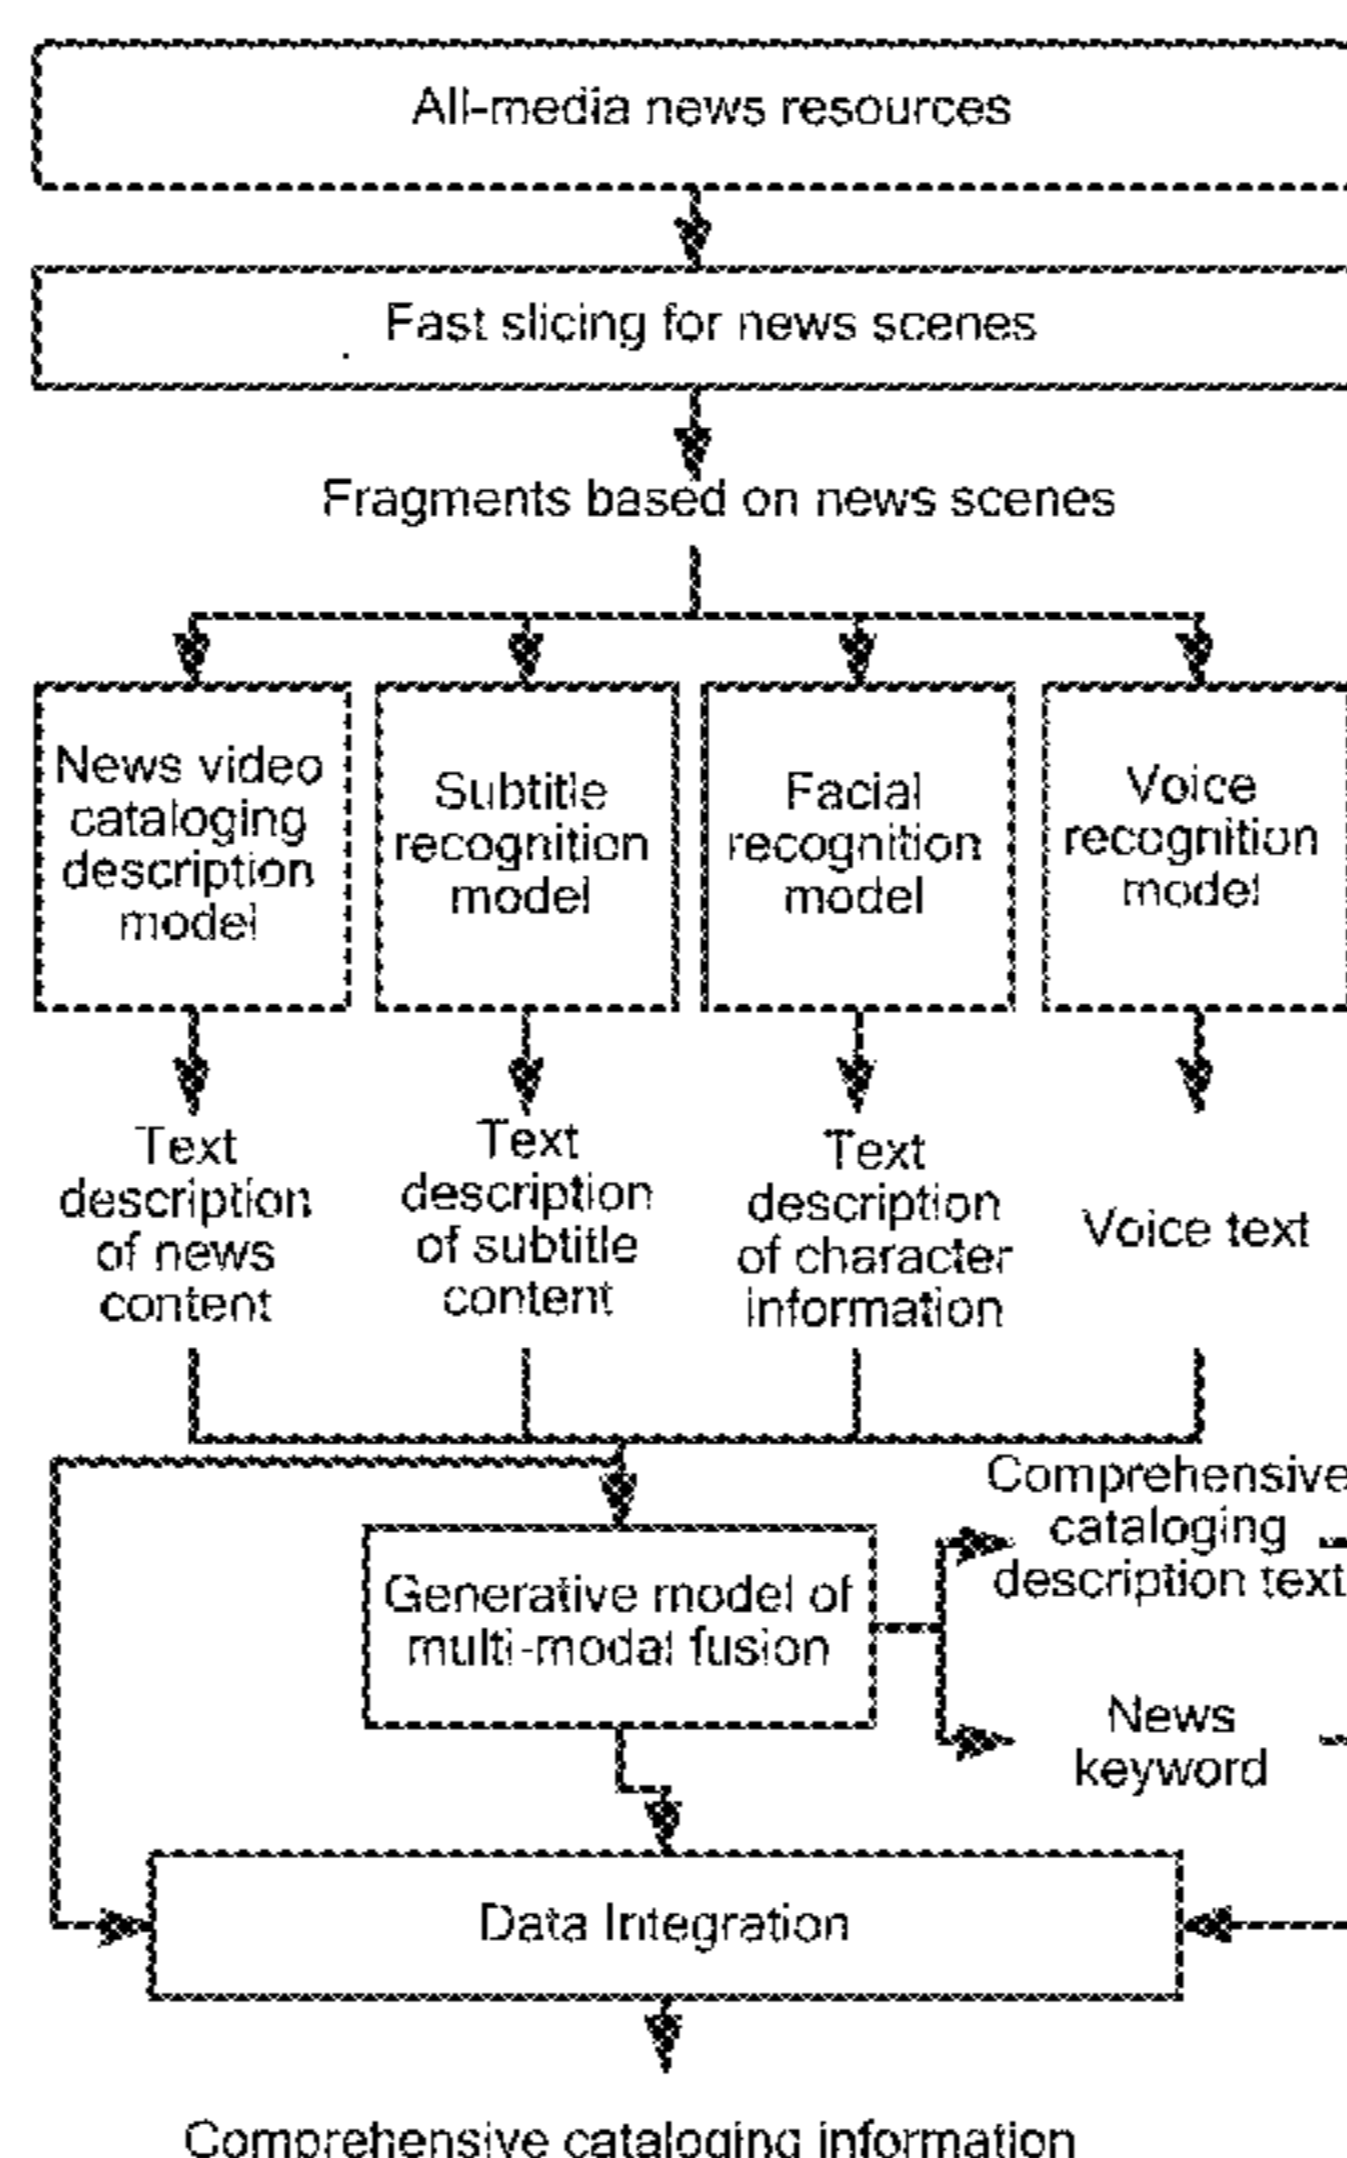 All-media news resources
Fast slicing for news scenes
Fragments based on news scenes
News video
cataloging
description
model
Subtitle
recognition
model
Facial
recognition
model
Voice
recognition
model
Text
description
of news
content
Text
description
of subtitle
content
Text
description
of character
information
Voice text
Comprehensive
cataloging
description text
Generative model of
multi-modal fusion
News
keyword
Data Integration
Comprehensive cataloging information